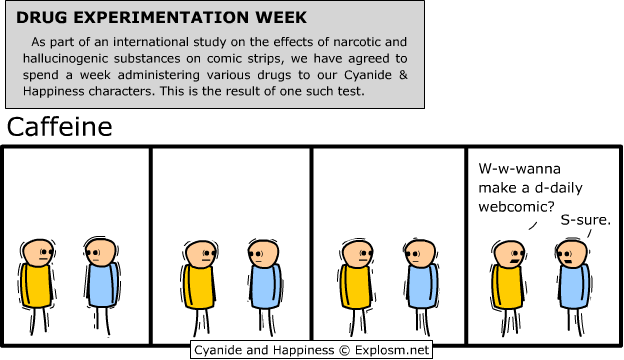 DRUG EXPERIMENTATION WEEK
As part of an international study on the effects of narcotic and
hallucinogenic substances on comic strips, we have agreed to
spend a week administering various drugs to our Cyanide &
Happiness characters. This is the result of one such test.
Caffeine
W-w-wanna
make a d-daily
webcomic?
S-sure.
Cyanide and Happiness © Explosm.net